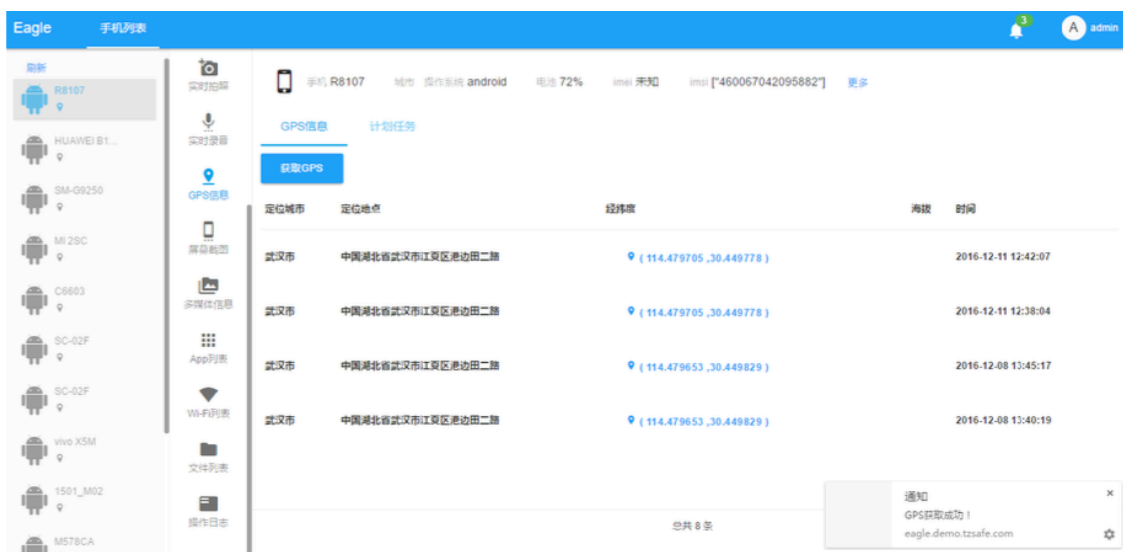 Eagle
手机列表
3
A admin
刷新
R8107
HUAWEI B1...
SM-G9250
MI 2SC
C6603
SC-02F
SC-02F
vivo X5M
1501_M02
M578CA
实时拍照
实时录音
GPS信息
屏幕截图
多媒体信息
App列表
Wi-Fi列表
文件列表
操作日志
手机 R8107 城市 操作系统 android 电池 72% imei 未知 imsi ["460067042095882"] 更多
GPS信息 计划任务
获取GPS
定位城市 定位地点 经纬度 海拨 时间
武汉市 中国湖北省武汉市江夏区港边田二路 ( 114.479705 ,30.449778 ) 2016-12-11 12:42:07
武汉市 中国湖北省武汉市江夏区港边田二路 ( 114.479705 ,30.449778 ) 2016-12-11 12:38:04
武汉市 中国湖北省武汉市江夏区港边田二路 ( 114.479653 ,30.449829 ) 2016-12-08 13:45:17
武汉市 中国湖北省武汉市江夏区港边田二路 ( 114.479653 ,30.449829 ) 2016-12-08 13:40:19
总共 8 条
通知
GPS获取成功！
eagle.demo.tzsafe.com